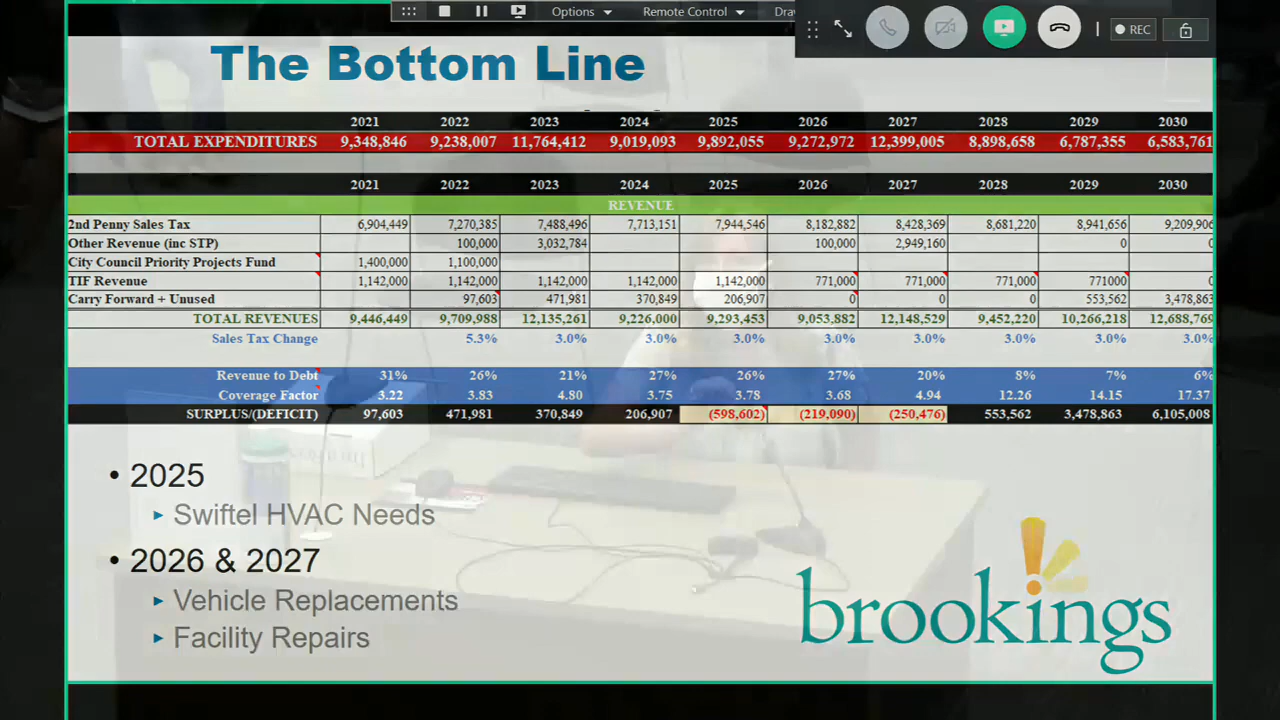 Options Remote Control
REC
The Bottom Line
2021 2022 2023 2024 2025 2026 2027 2028 2029 2030
TOTAL EXPENDITURES 9,348,846 9,238,007 11,764,412 9,019,093 9,892,055 9,272,972 12,399,005 8,898,658 6,787,355 6,583,761
2021 2022 2023 2024 2025 2026 2027 2028 2029 2030
REVENUE
2nd Penny Sales Tax 6,904,449 7,270,385 7,488,496 7,713,151 7,944,546 8,182,882 8,428,369 8,681,220 8,941,656 9,209,906
Other Revenue (inc STP) 100,000 3,032,784 100,000 2,949,160 0 0
City Council Priority Projects Fund 1,400,000 1,100,000
TIF Revenue 1,142,000 1,142,000 1,142,000 1,142,000 1,142,000 771,000 771,000 771,000 771000
Carry Forward + Unused 97,603 471,981 370,849 206,907 0 0 0 553,562 3,478,863
TOTAL REVENUES 9,446,449 9,709,988 12,135,261 9,226,000 9,293,453 9,053,882 12,148,529 9,452,220 10,266,218 12,688,769
Sales Tax Change 5.3% 3.0% 3.0% 3.0% 3.0% 3.0% 3.0% 3.0% 3.0%
Revenue to Debt 31% 26% 21% 27% 26% 27% 20% 8% 7% 6%
Coverage Factor 3.22 3.83 4.80 3.75 3.78 3.68 4.94 12.26 14.15 17.37
SURPLUS/(DEFICIT) 97,603 471,981 370,849 206,907 (598,602) (219,090) (250,476) 553,562 3,478,863 6,105,008
• 2025
Swiftel HVAC Needs
• 2026 & 2027
Vehicle Replacements
Facility Repairs
brookings